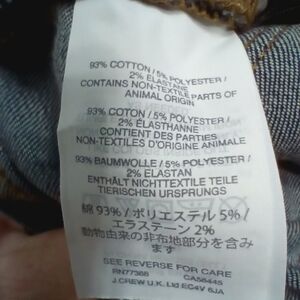 93% COTTON / 5% POLYESTER /
2% ELASTANE
CONTAINS NON-TEXTILE PARTS OF
ANIMAL ORIGIN
93% COTON / 5% POLYESTER /
2% ÉLASTHANNE
CONTIENT DES PARTIES
NON-TEXTILES D'ORIGINE ANIMALE
93% BAUMWOLLE / 5% POLYESTER /
2% ELASTAN
ENTHÄLT NICHTTEXTILE TEILE
TIERISCHEN URSPRUNGS
綿 93% / ポリエステル 5% /
エラステーン 2%
動物由来の非布地部分を含み
ます
SEE REVERSE FOR CARE
RN77388 CA56445
J.CREW U.K. Ltd EC4V 6JA